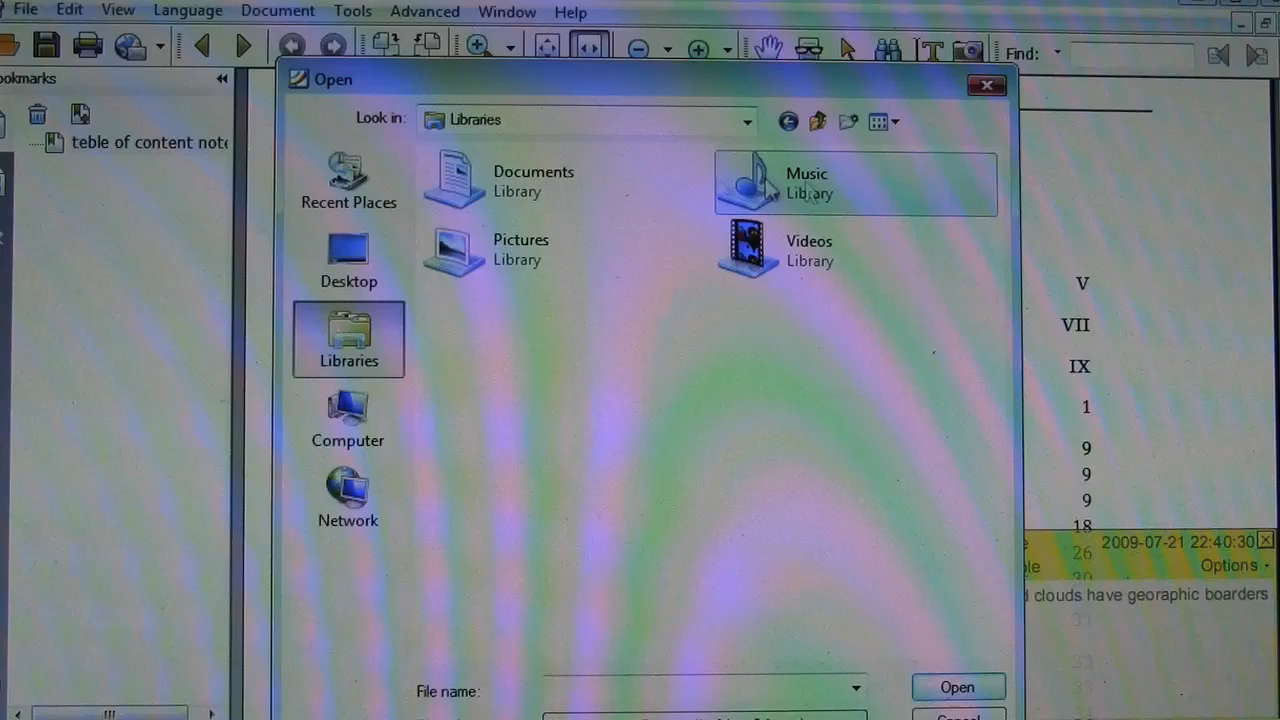 File Edit View Language Document Tools Advanced Window Help
Find:
ookmarks
teble of content note
Open
Look in: Libraries
Recent Places
Desktop
Libraries
Computer
Network
Documents
Library
Music
Library
Pictures
Library
Videos
Library
File name:
Open
V
VII
IX
1
9
9
9
18
26
2009-07-21 22:40:30
Options
clouds have georaphic boarders